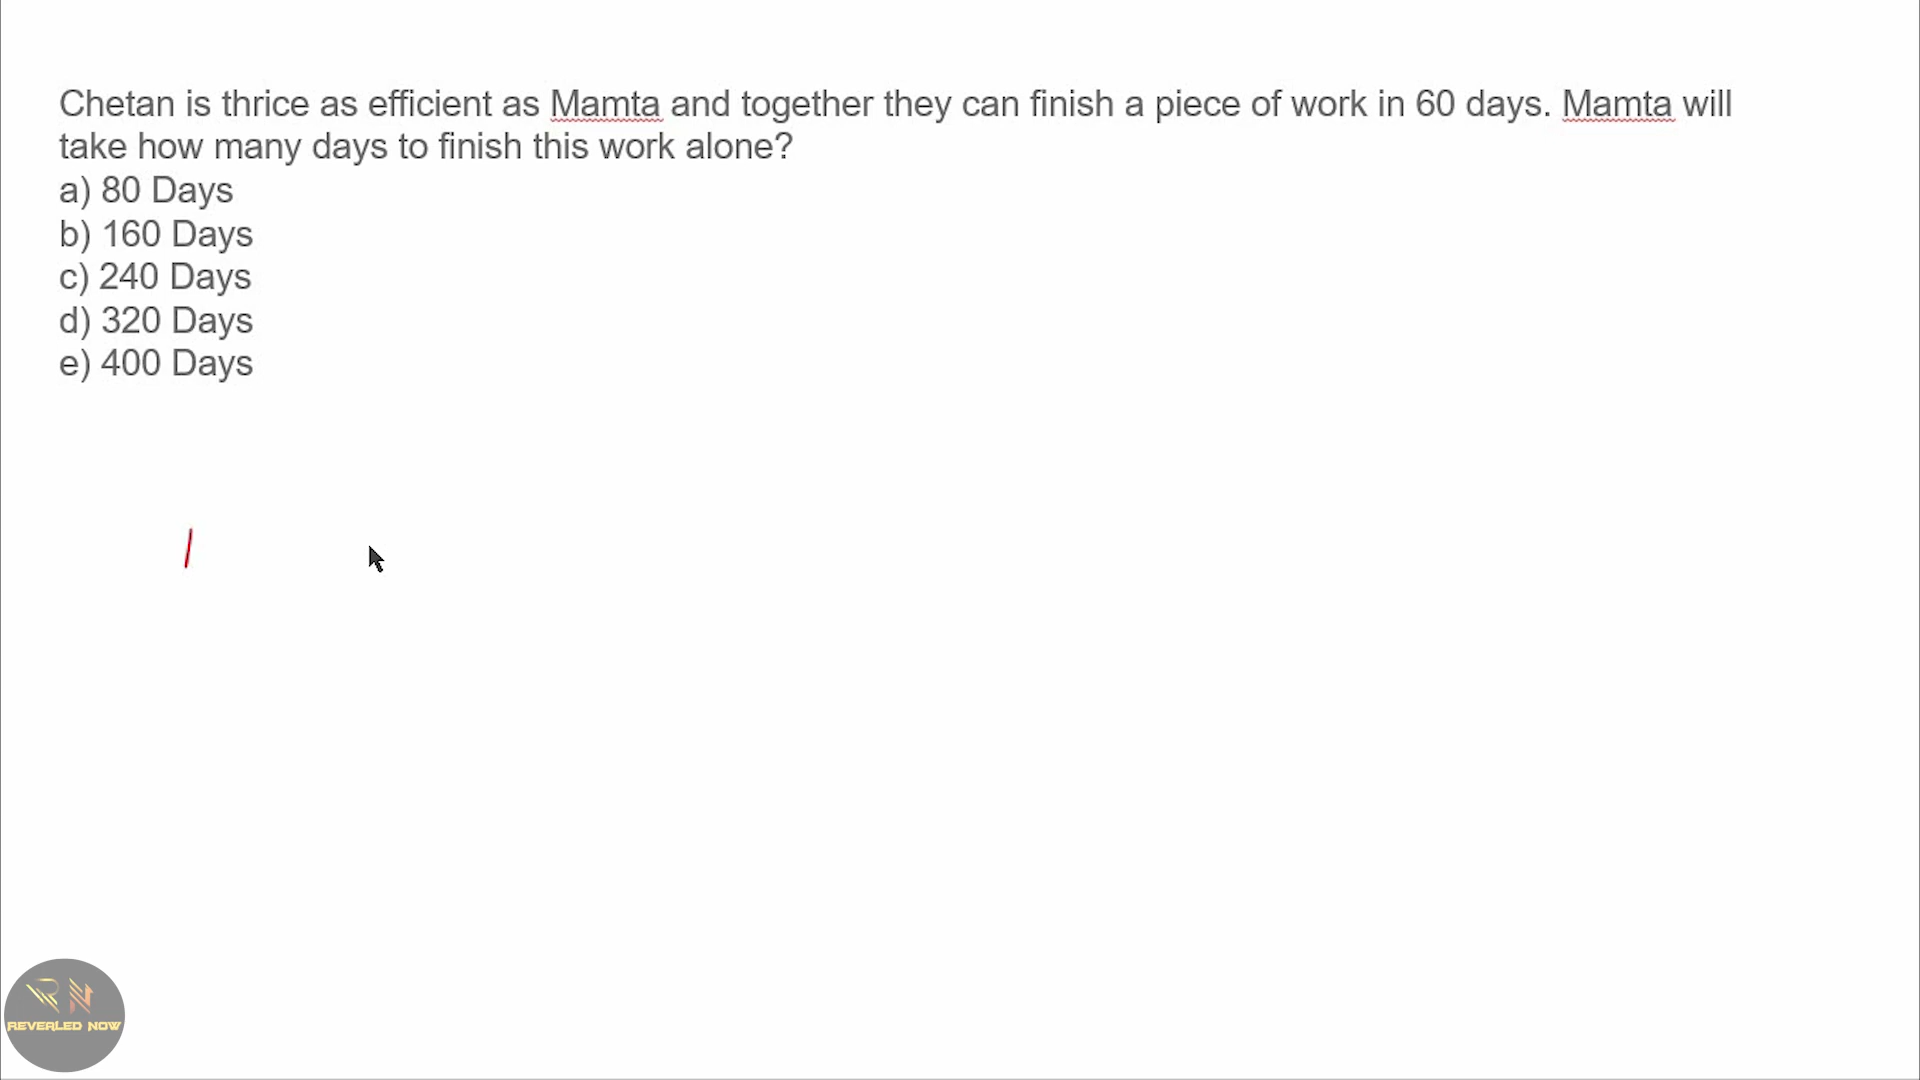 Chetan is thrice as efficient as Mamta and together they can finish a piece of work in 60 days. Mamta will
take how many days to finish this work alone?
a) 80 Days
b) 160 Days
c) 240 Days
d) 320 Days
e) 400 Days
RN
REVEALED NOW